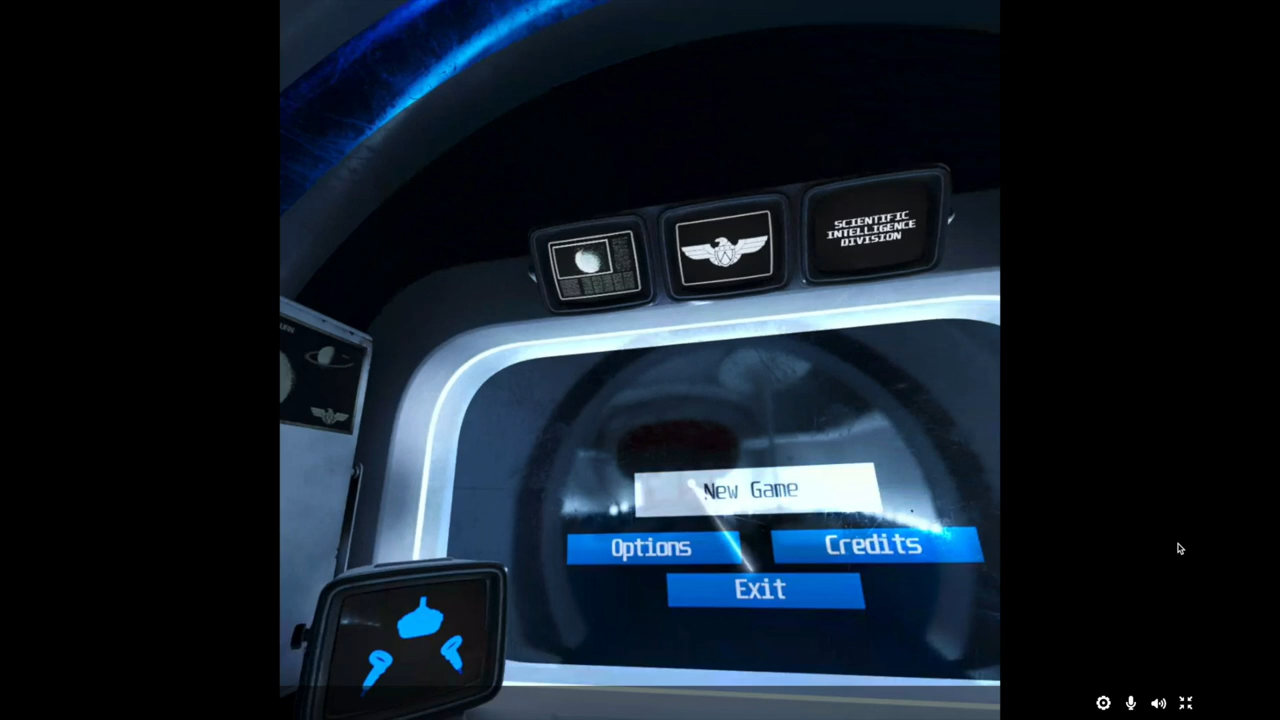 SCIENTIFIC
INTELLIGENCE
DIVISION
New Game
Options
Credits
Exit